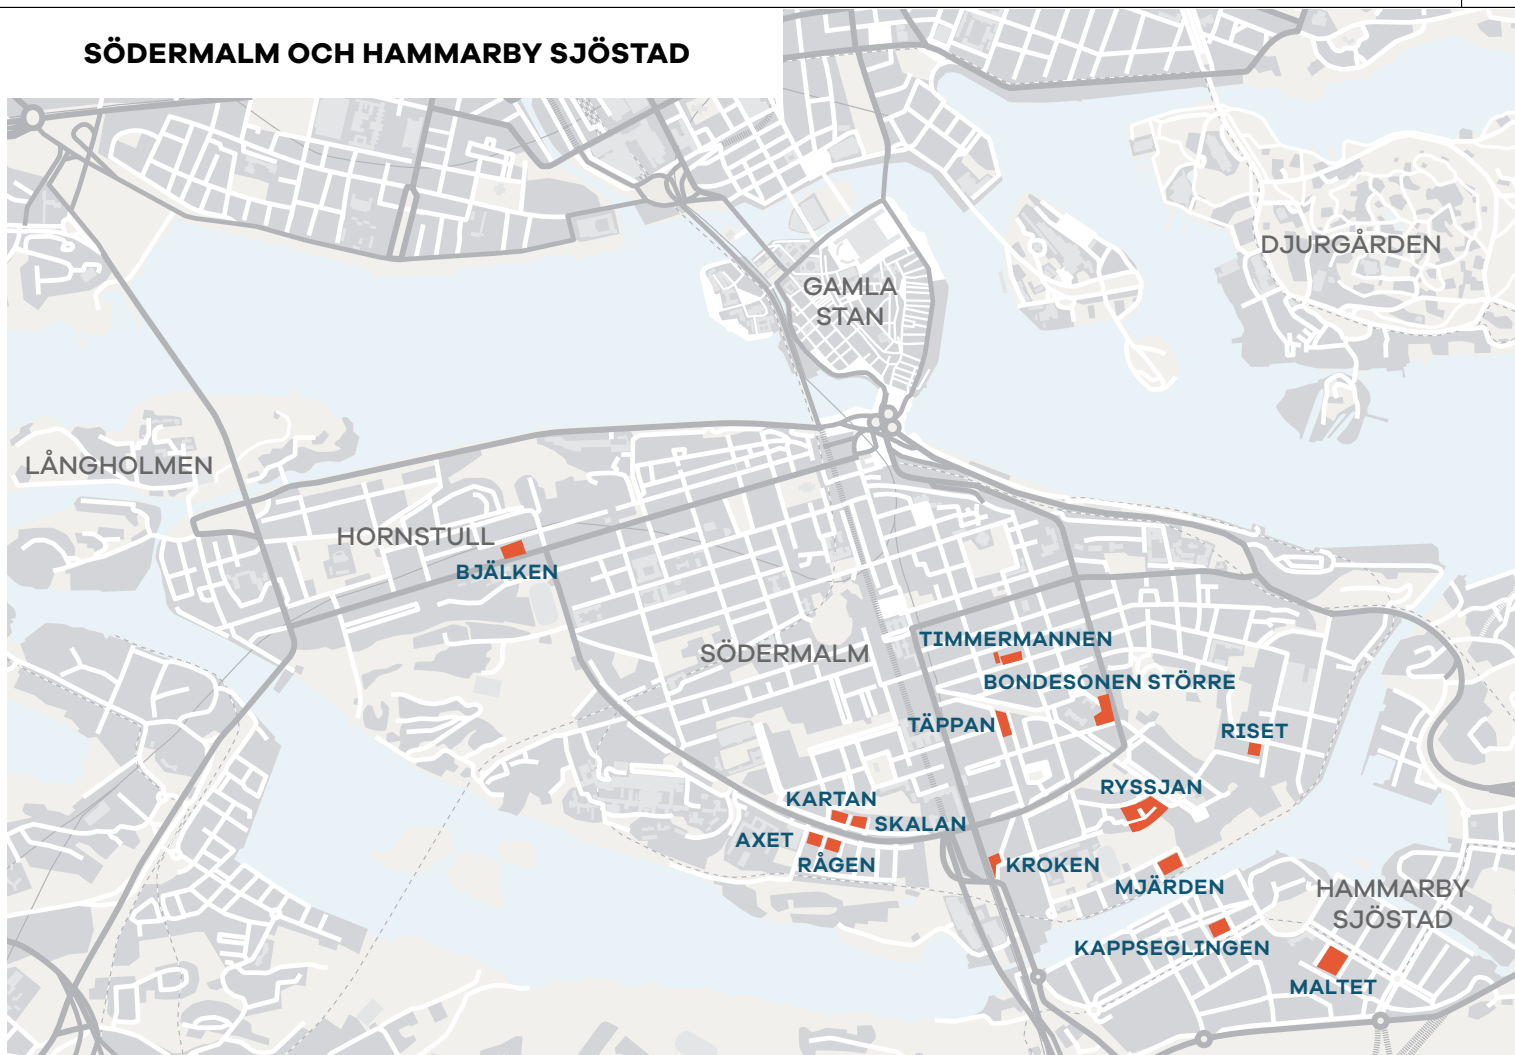 SÖDERMALM OCH HAMMARBY SJÖSTAD
DJURGÅRDEN
GAMLA
STAN
LÅNGHOLMEN
HORNSTULL
BJÄLKEN
TIMMERMANNEN
SÖDERMALM
BONDESONEN STÖRRE
TÄPPAN
RISET
RYSSJAN
KARTAN
SKALAN
AXET
RÅGEN
KROKEN
MJÄRDEN
HAMMARBY
SJÖSTAD
KAPPSEGLINGEN
MALTET